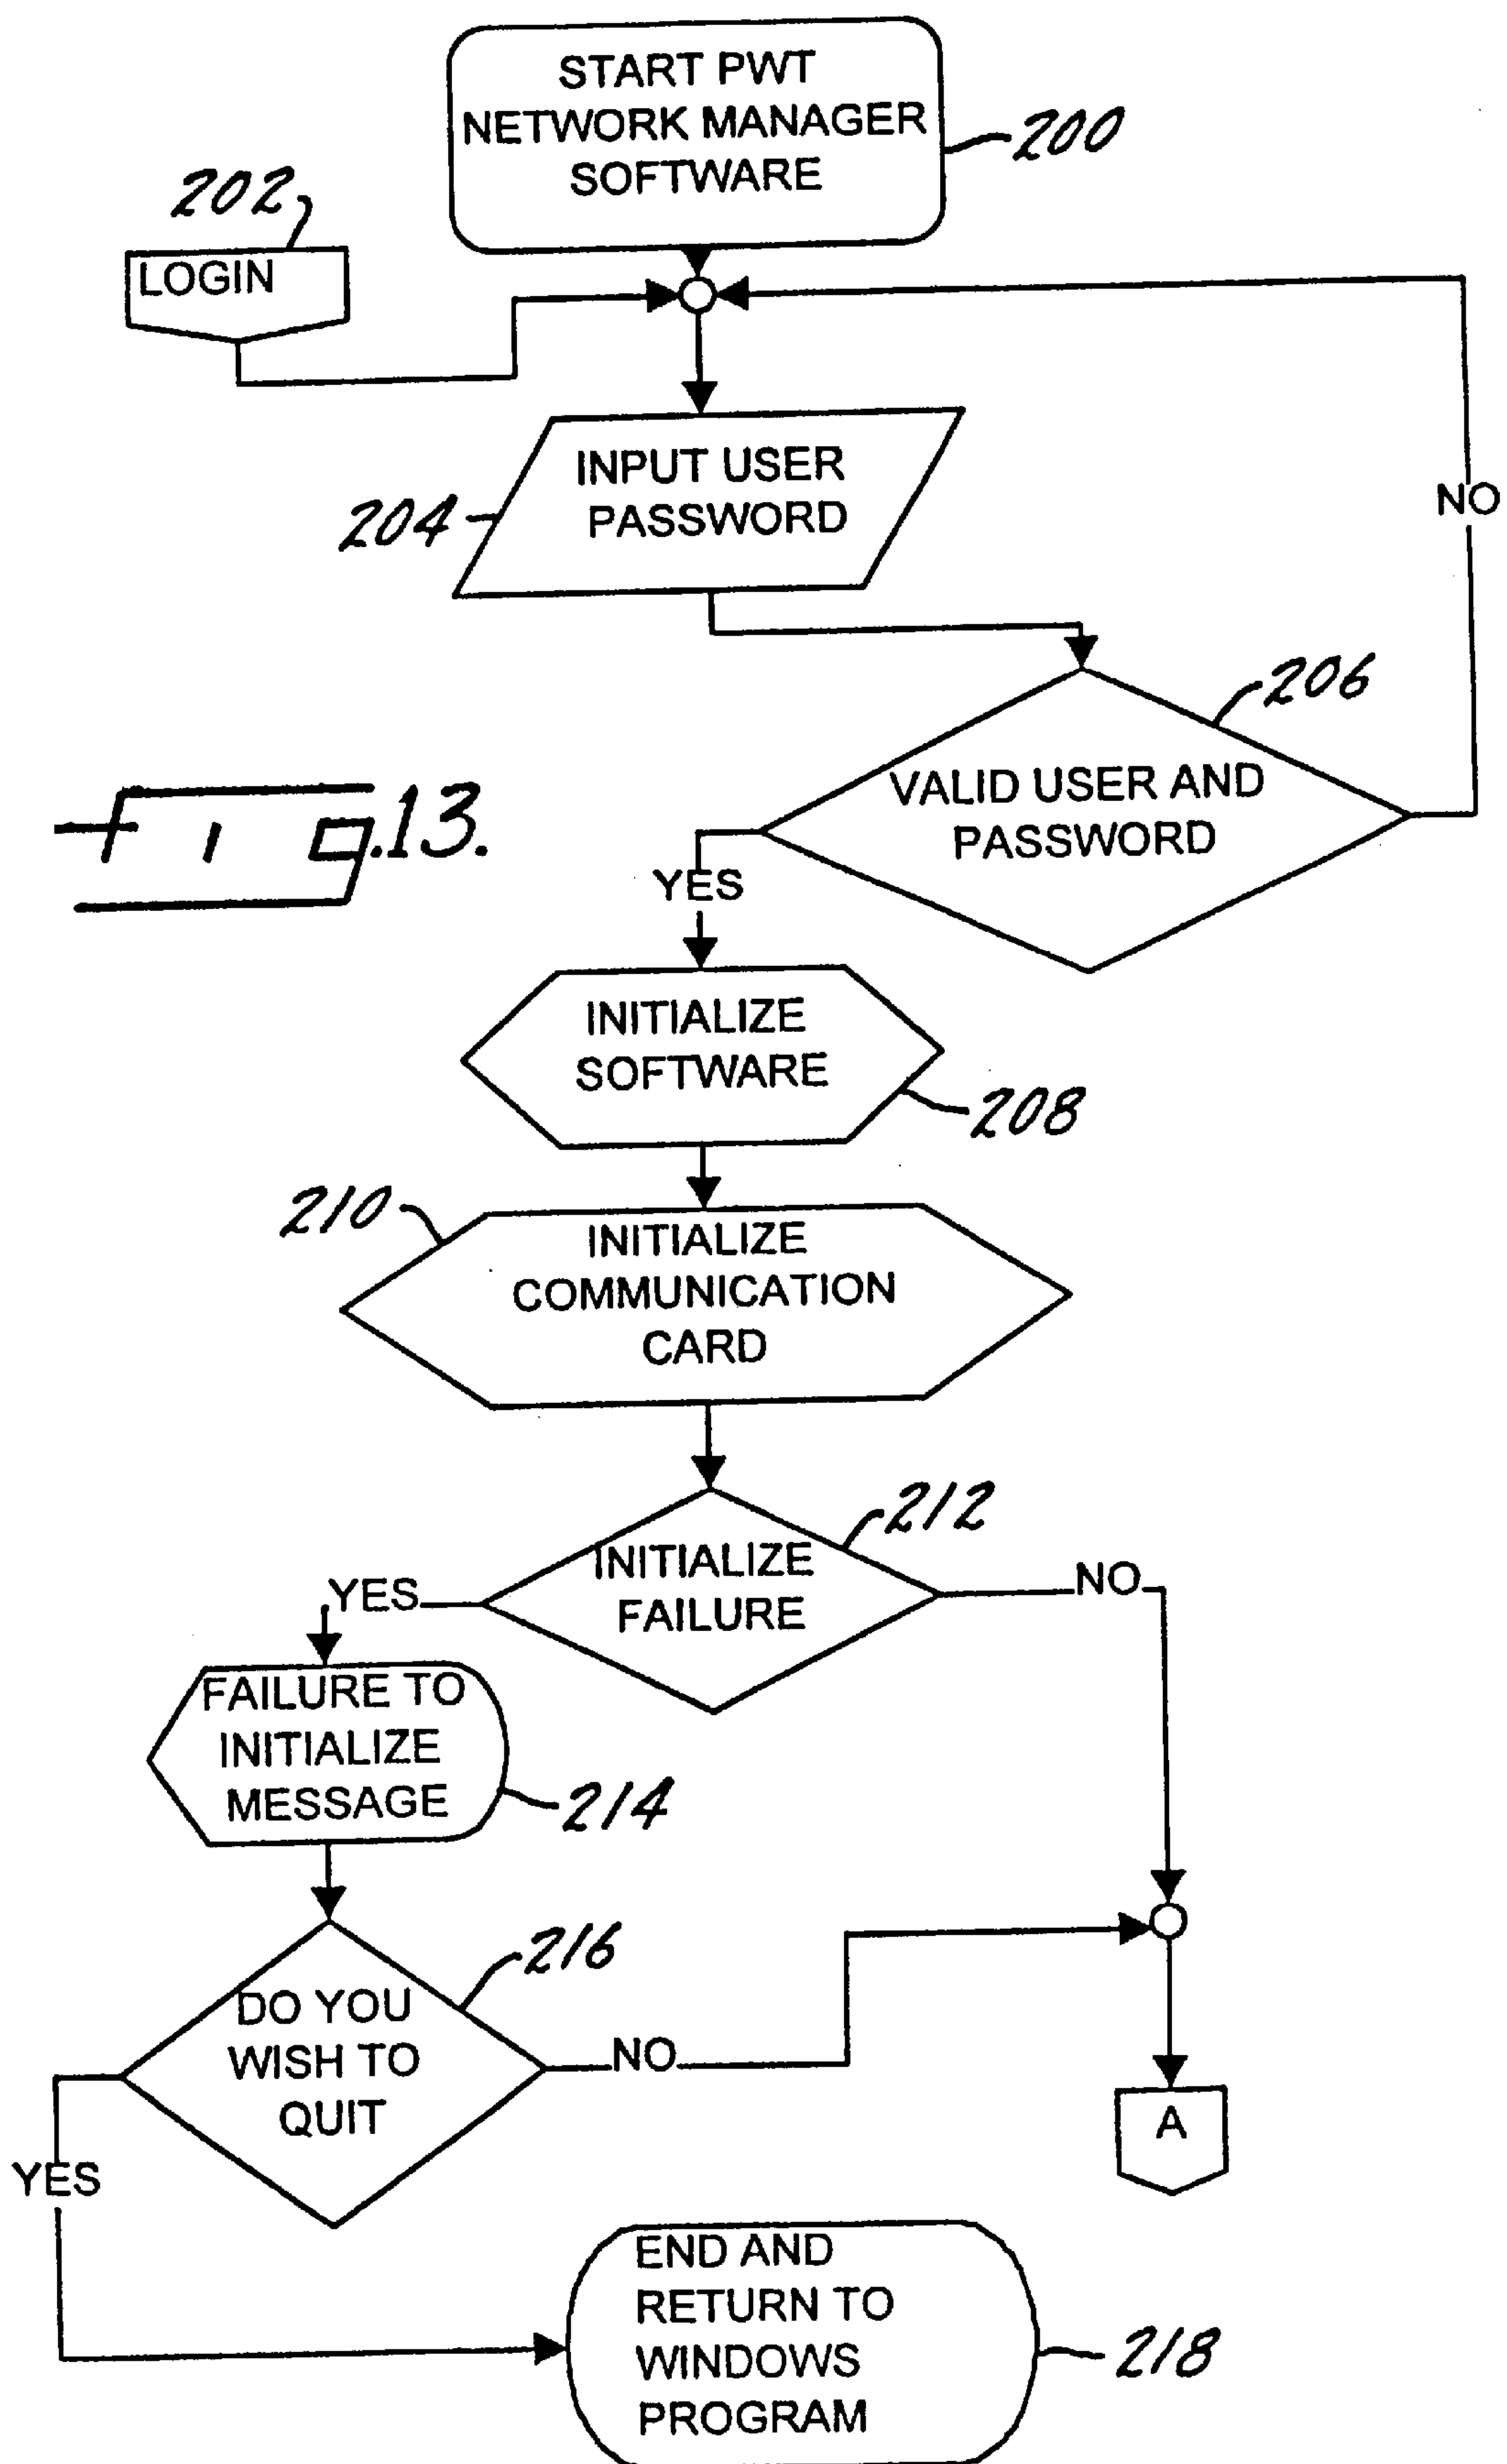 START PWT
NETWORK MANAGER
SOFTWARE
200
202
LOGIN
INPUT USER
PASSWORD
204
NO
206
VALID USER AND
PASSWORD
Fig.13.
YES
INITIALIZE
SOFTWARE
208
210
INITIALIZE
COMMUNICATION
CARD
212
INITIALIZE
FAILURE
YES
NO
FAILURE TO
INITIALIZE
MESSAGE
214
216
DO YOU
WISH TO
QUIT
NO
A
YES
END AND
RETURN TO
WINDOWS
PROGRAM
218